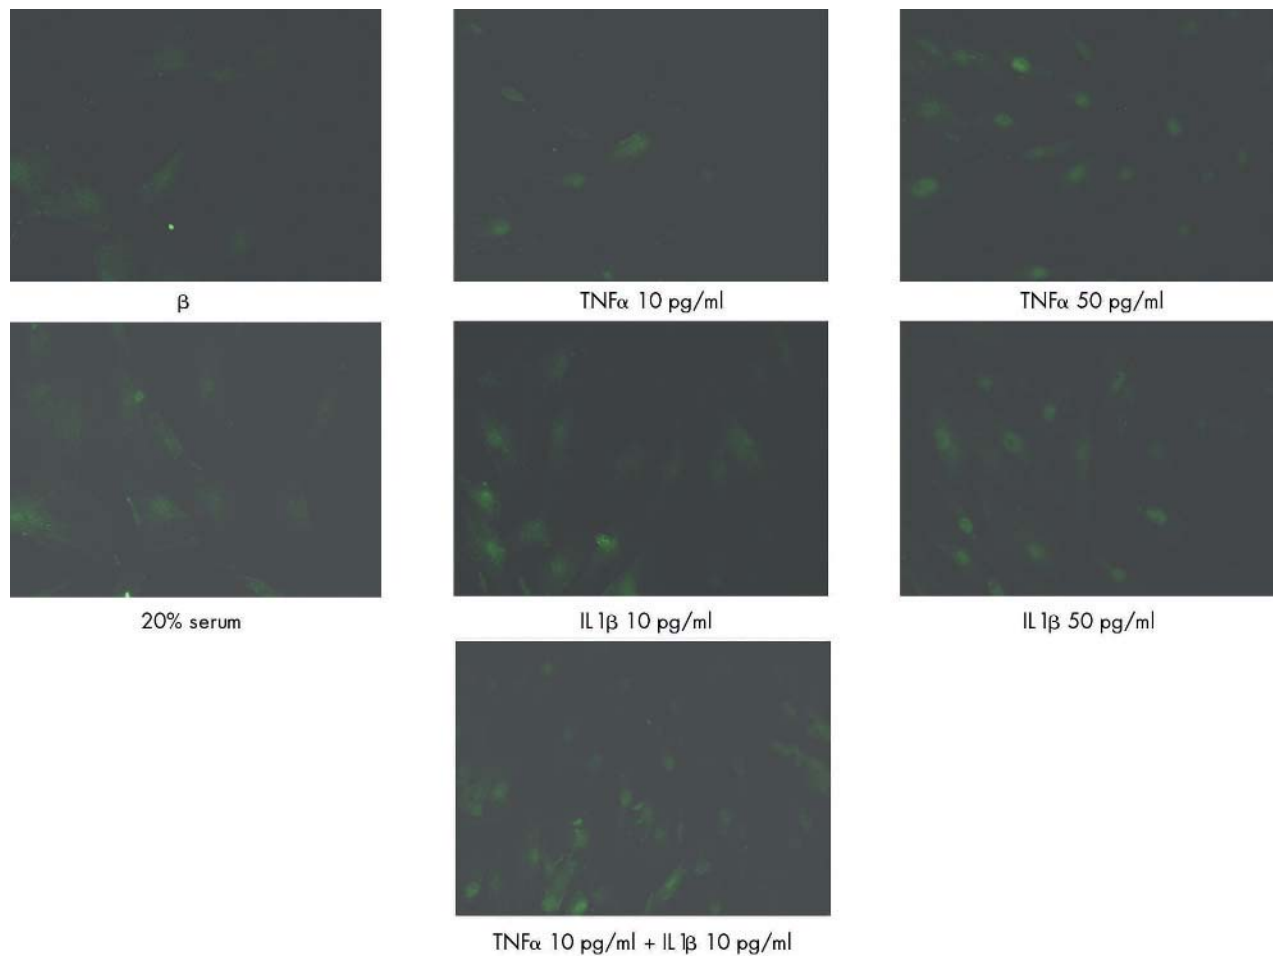 β
TNFα 10 pg/ml
TNFα 50 pg/ml
20% serum
IL1β 10 pg/ml
IL1β 50 pg/ml
TNFα 10 pg/ml + IL1β 10 pg/ml